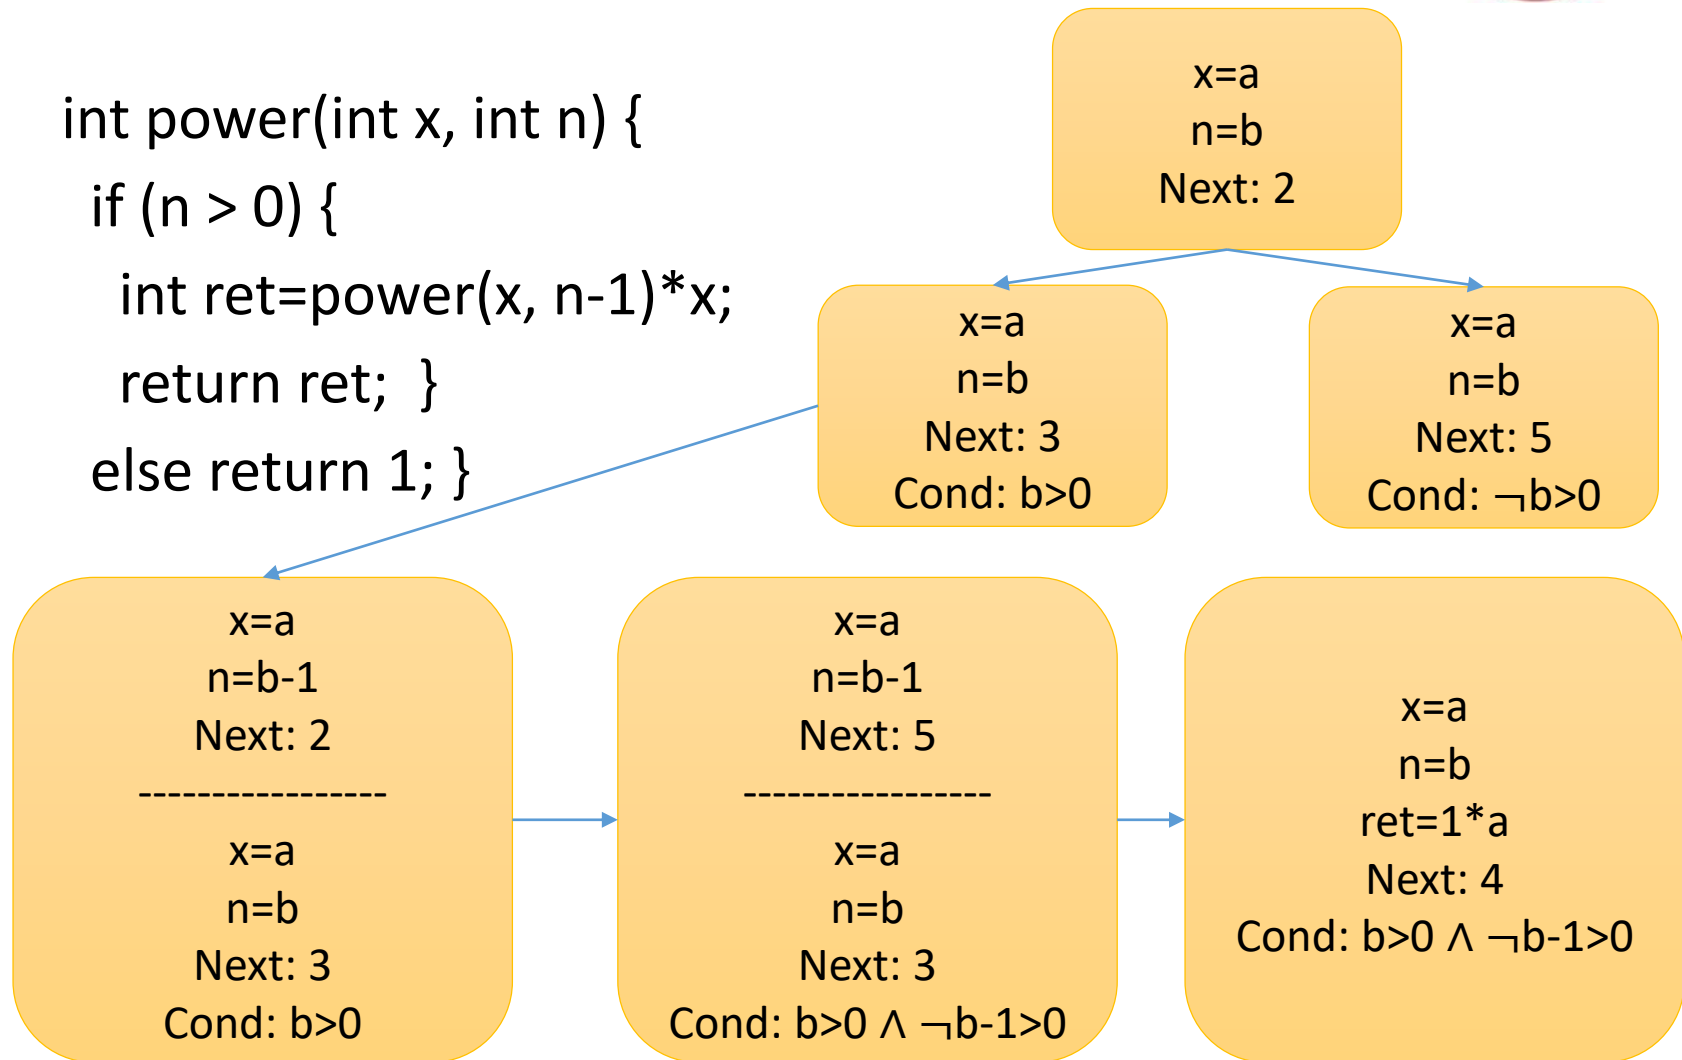 int power(int x, int n) {
if (n > 0) {
int ret=power(x, n-1)*x;
return ret; }
else return 1; }
x=a
n=b
Next: 2
x=a
n=b
Next: 3
Cond: b>0
x=a
n=b
Next: 5
Cond: ¬b>0
x=a
n=b-1
Next: 2
----------------
x=a
n=b
Next: 3
Cond: b>0
x=a
n=b-1
Next: 5
----------------
x=a
n=b
Next: 3
Cond: b>0 ∧ ¬b-1>0
x=a
n=b
ret=1*a
Next: 4
Cond: b>0 ∧ ¬b-1>0